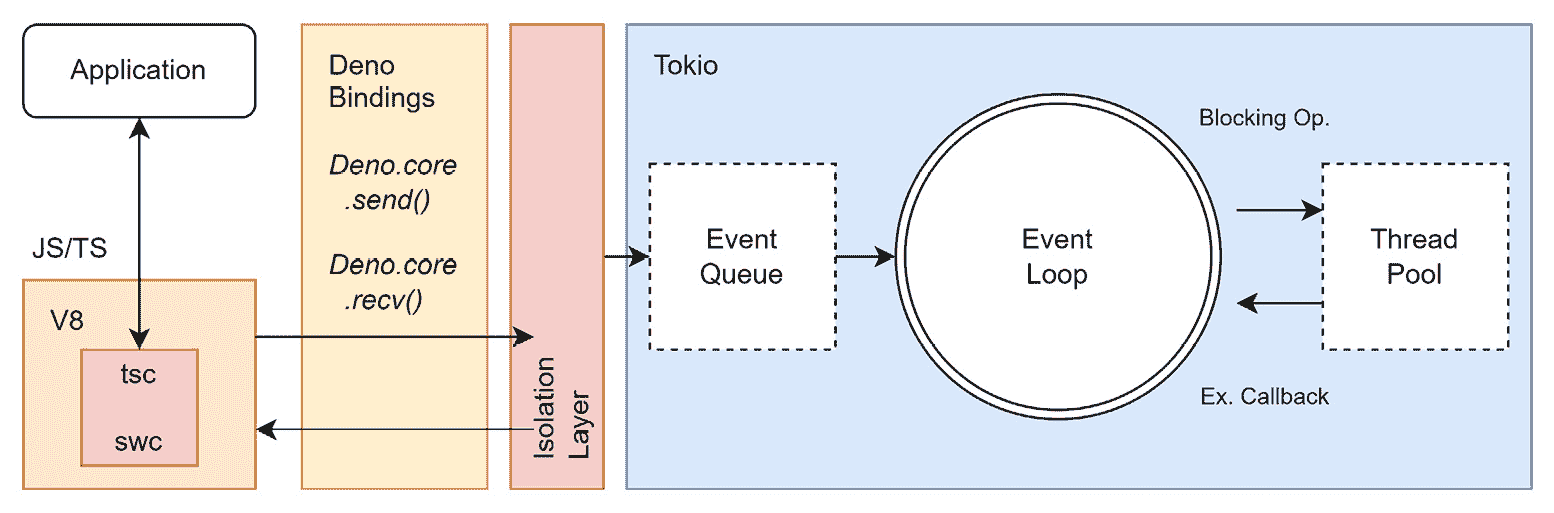 Application
JS/TS
V8
tsc
swc
Deno
Bindings
Deno.core
.send()
Deno.core
.recv()
Isolation
Layer
Tokio
Event
Queue
Event
Loop
Blocking Op.
Thread
Pool
Ex. Callback